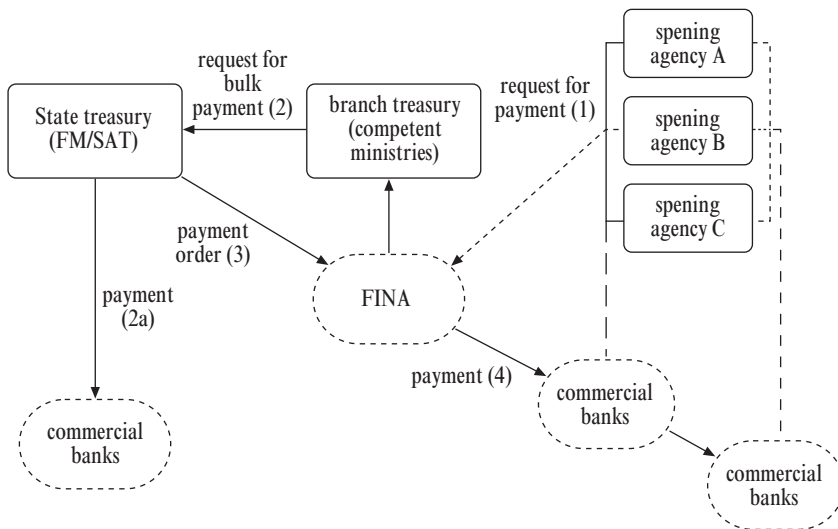 State treasury
(FM/SAT)
request for
bulk
payment (2)
branch treasury
(competent
ministries)
request for
payment (1)
spening
agency A
spening
agency B
spening
agency C
payment
order (3)
FINA
payment
(2a)
payment (4)
commercial
banks
commercial
banks
commercial
banks